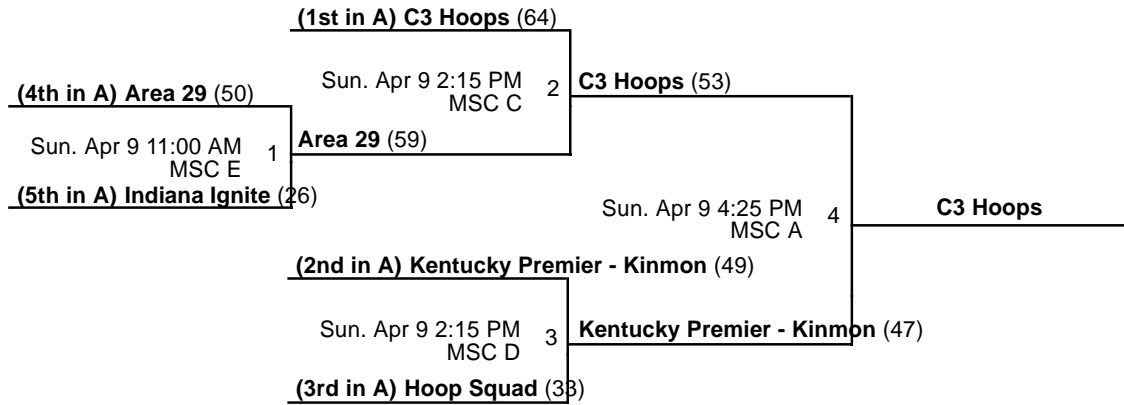 (1st in A) C3 Hoops (64)
Sun. Apr 9 2:15 PM
MSC C
2
C3 Hoops (53)
(4th in A) Area 29 (50)
Sun. Apr 9 11:00 AM
MSC E
1
Area 29 (59)
(5th in A) Indiana Ignite (26)
Sun. Apr 9 4:25 PM
MSC A
4
C3 Hoops
(2nd in A) Kentucky Premier - Kinmon (49)
Sun. Apr 9 2:15 PM
MSC D
3
Kentucky Premier - Kinmon (47)
(3rd in A) Hoop Squad (33)